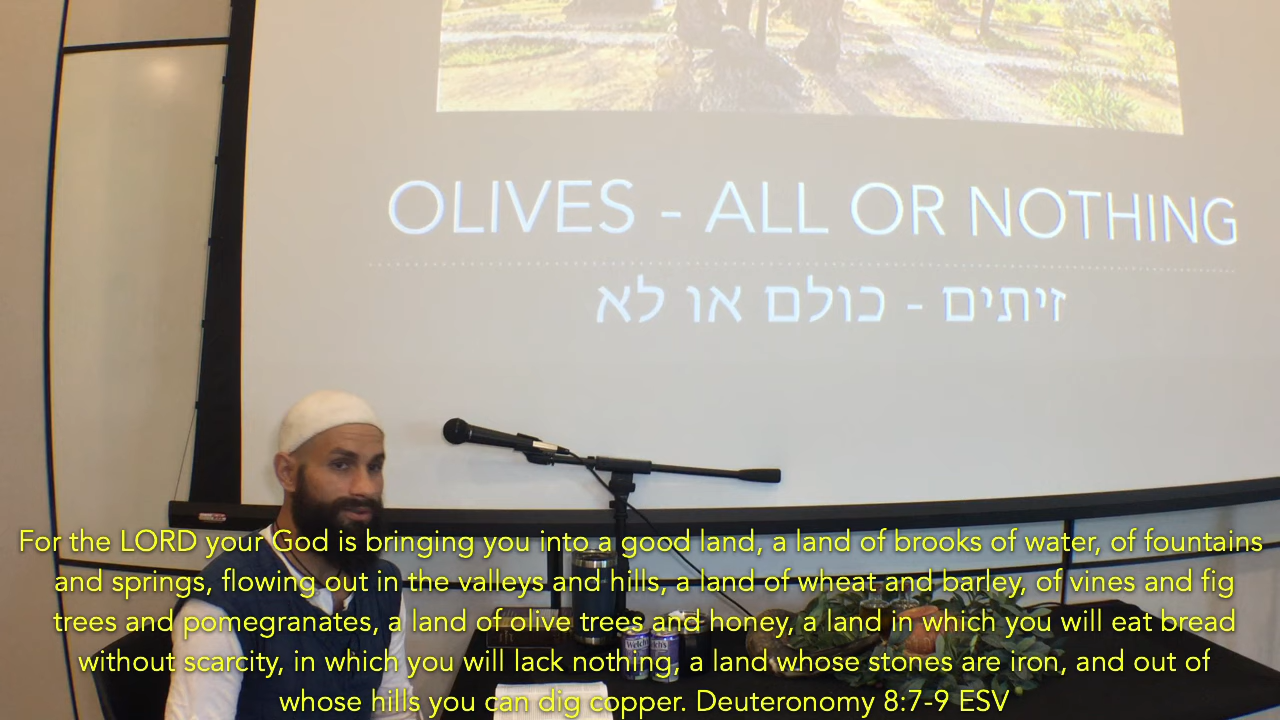 OLIVES - ALL OR NOTHING
זיתים - כולם או לא
For the LORD your God is bringing you into a good land, a land of brooks of water, of fountains
and springs, flowing out in the valleys and hills, a land of wheat and barley, of vines and fig
trees and pomegranates, a land of olive trees and honey, a land in which you will eat bread
without scarcity, in which you will lack nothing, a land whose stones are iron, and out of
whose hills you can dig copper. Deuteronomy 8:7-9 ESV